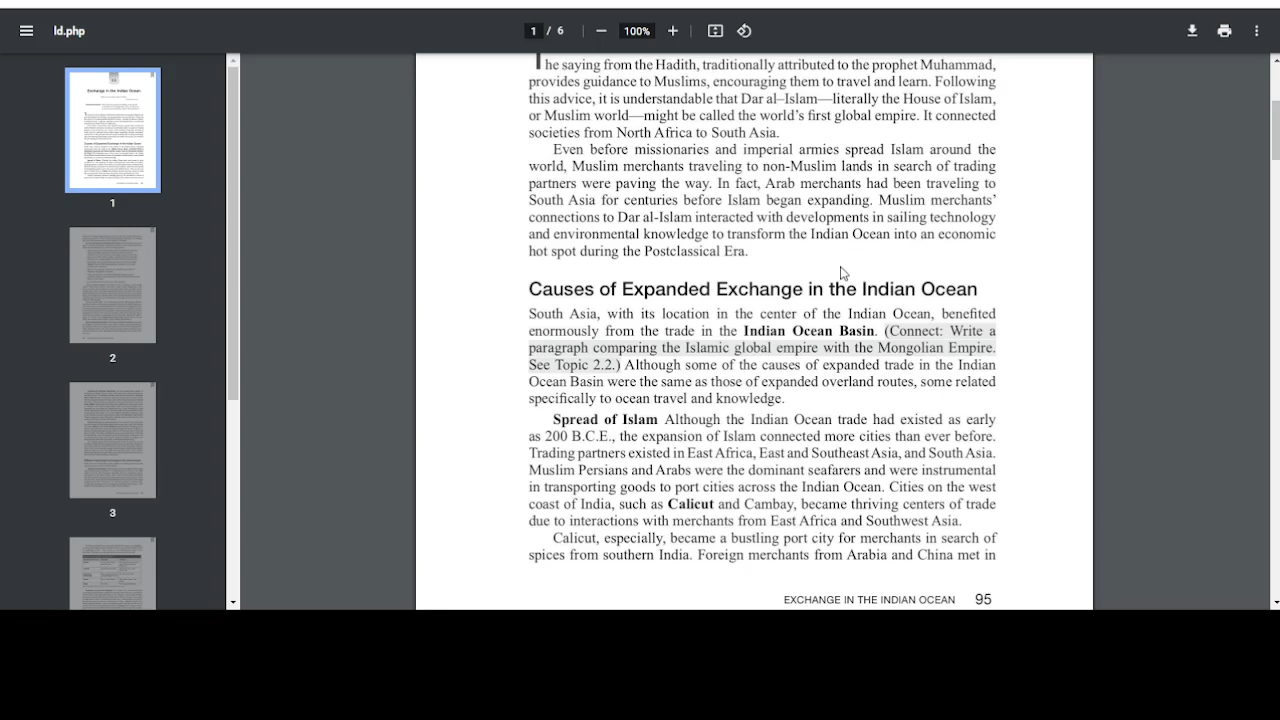 ld.php
1 / 6
100%
he saying from the Hadith, traditionally attributed to the prophet Muhammad,
provides guidance to Muslims, encouraging them to travel and learn. Following
this advice, it is understandable that Dar al–Islam—literally the House of Islam,
or Muslim world—might be called the world's first global empire. It connected
societies from North Africa to South Asia.
However, before missionaries and imperial armies spread Islam around the
world, Muslim merchants traveling to non-Muslim lands in search of trading
partners were paving the way. In fact, Arab merchants had been traveling to
South Asia for centuries before Islam began expanding. Muslim merchants'
connections to Dar al-Islam interacted with developments in sailing technology
and environmental knowledge to transform the Indian Ocean into an economic
hot spot during the Postclassical Era.
Causes of Expanded Exchange in the Indian Ocean
South Asia, with its location in the center of the Indian Ocean, benefited
enormously from the trade in the Indian Ocean Basin. (Connect: Write a
paragraph comparing the Islamic global empire with the Mongolian Empire.
See Topic 2.2.) Although some of the causes of expanded trade in the Indian
Ocean Basin were the same as those of expanded overland routes, some related
specifically to ocean travel and knowledge.
Spread of Islam Although the Indian Ocean trade had existed as early
as 200 B.C.E., the expansion of Islam connected more cities than ever before.
Trading partners existed in East Africa, East and Southeast Asia, and South Asia.
Muslim Persians and Arabs were the dominant seafarers and were instrumental
in transporting goods to port cities across the Indian Ocean. Cities on the west
coast of India, such as Calicut and Cambay, became thriving centers of trade
due to interactions with merchants from East Africa and Southwest Asia.
Calicut, especially, became a bustling port city for merchants in search of
spices from southern India. Foreign merchants from Arabia and China met in
EXCHANGE IN THE INDIAN OCEAN 95
Exchange in the Indian Ocean
1
2
3